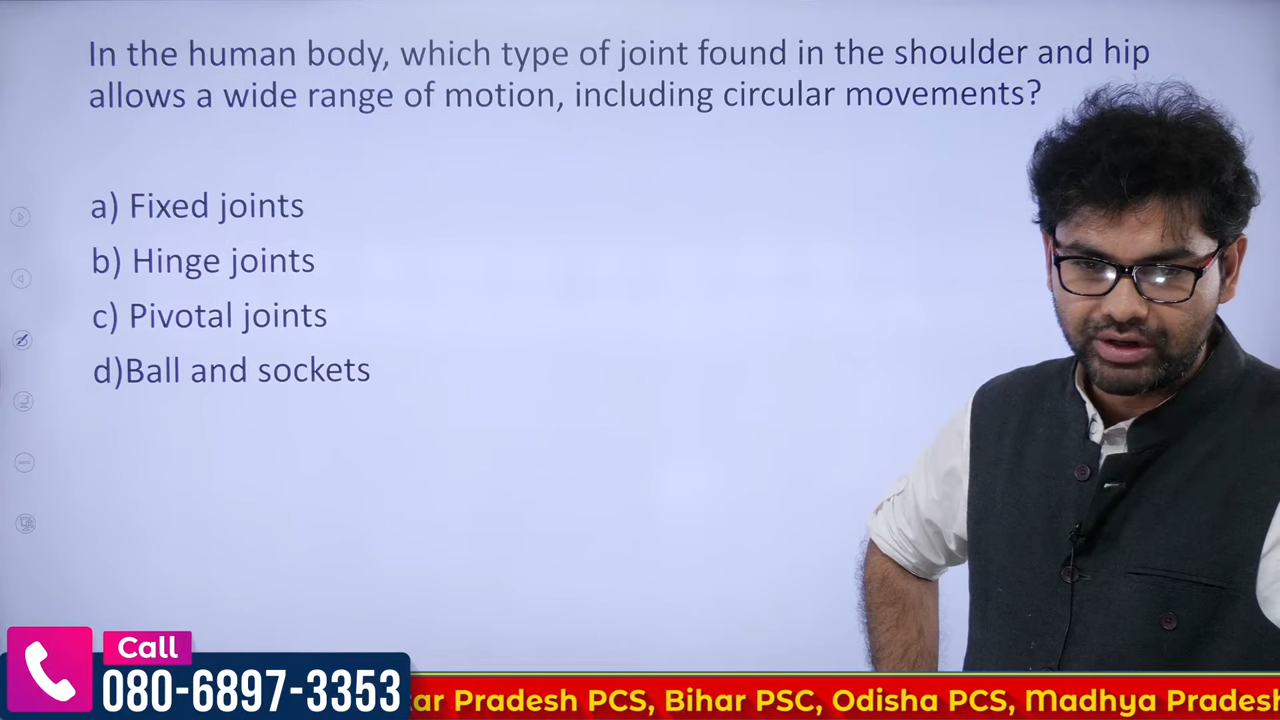 In the human body, which type of joint found in the shoulder and hip
allows a wide range of motion, including circular movements?
a) Fixed joints
b) Hinge joints
c) Pivotal joints
d)Ball and sockets
Call
080-6897-3353
ar Pradesh PCS, Bihar PSC, Odisha PCS, Madhya Pradesh